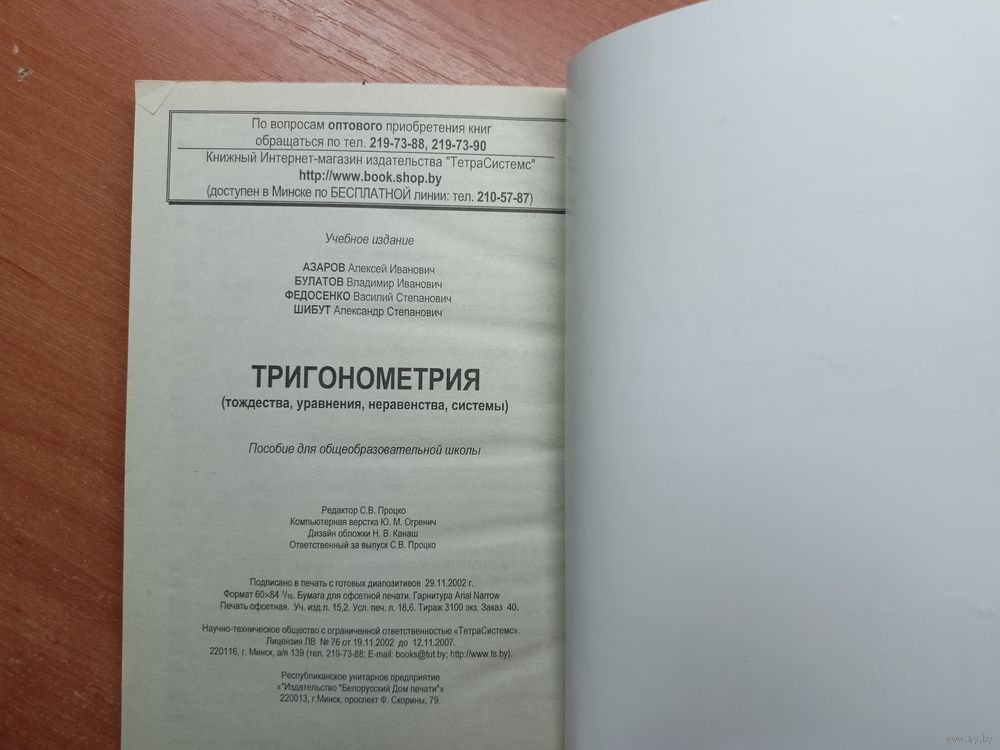 По вопросам оптового приобретения книг
обращаться по тел. 219-73-88, 219-73-90
Книжный Интернет-магазин издательства "ТетраСистемс"
http://www.book.shop.by
(доступен в Минске по БЕСПЛАТНОЙ линии: тел. 210-57-87)
Учебное издание
АЗАРОВ Алексей Иванович
БУЛАТОВ Владимир Иванович
ФЕДОСЕНКО Василий Степанович
ШИБУТ Александр Степанович
ТРИГОНОМЕТРИЯ
(тождества, уравнения, неравенства, системы)
Пособие для общеобразовательной школы
Редактор С.В. Процко
Компьютерная верстка Ю. М. Огренич
Дизайн обложки Н. В. Канаш
Ответственный за выпуск С.В. Процко
Подписано в печать с готовых диапозитивов 29.11.2002 г.
Формат 60×84 ¹/₁₆. Бумага для офсетной печати. Гарнитура Arial Narrow
Печать офсетная. Уч. изд.л. 15,2. Усл. печ. л. 18,6. Тираж 3100 экз. Заказ 40.
Научно-техническое общество с ограниченной ответственностью «ТетраСистемс».
Лицензия ЛВ № 76 от 19.11.2002 до 12.11.2007.
220116, г. Минск, а/я 139 (тел. 219-73-88; E-mail: books@tut.by; http://www.ts.by).
Республиканское унитарное предприятие
«"Издательство "Белорусский Дом печати"»
220013, г.Минск, проспект Ф. Скорины, 79.
www.ay.by